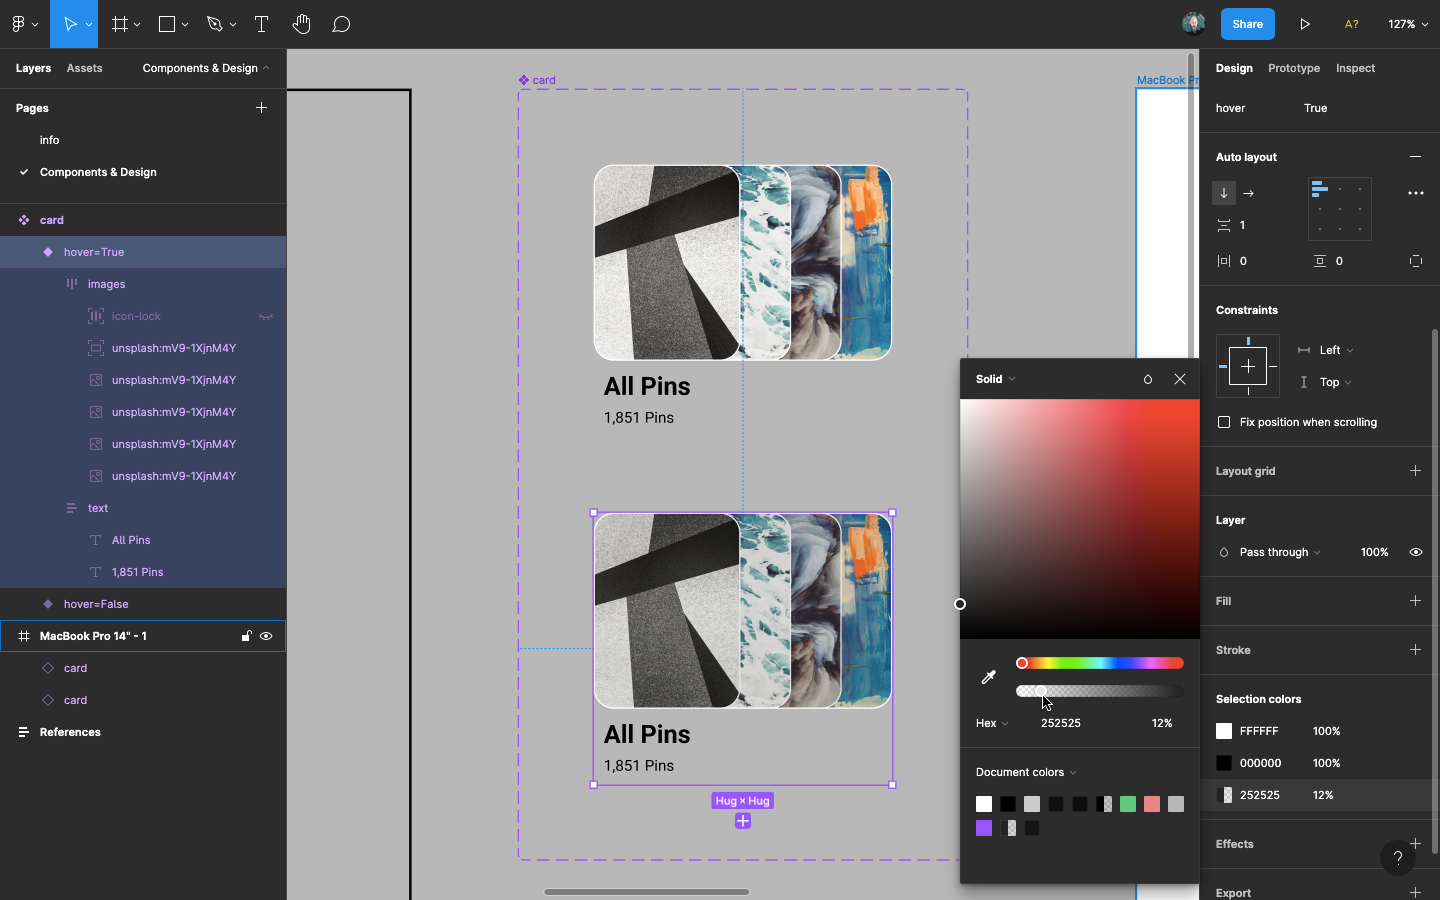 Share
A?
127%
Layers
Assets
Components & Design
Pages
info
Components & Design
card
hover=True
images
icon-lock
unsplash:mV9-1XjnM4Y
unsplash:mV9-1XjnM4Y
unsplash:mV9-1XjnM4Y
unsplash:mV9-1XjnM4Y
unsplash:mV9-1XjnM4Y
text
All Pins
1,851 Pins
hover=False
MacBook Pro 14" - 1
card
card
References
card
All Pins
1,851 Pins
All Pins
1,851 Pins
Hug × Hug
MacBook Pr
Solid
Hex
252525
12%
Document colors
Design
Prototype
Inspect
hover
True
Auto layout
1
0
0
Constraints
Left
Top
Fix position when scrolling
Layout grid
Layer
Pass through
100%
Fill
Stroke
Selection colors
FFFFFF
100%
000000
100%
252525
12%
Effects
?
Export